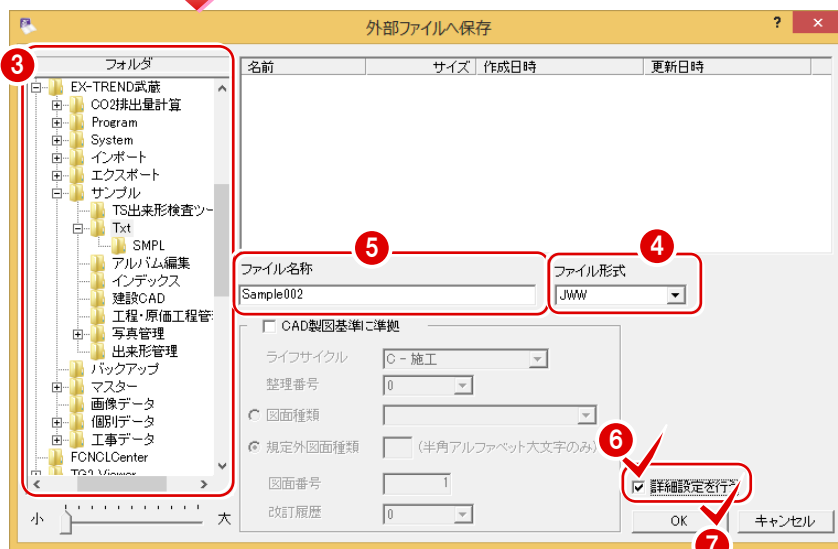 外部ファイルへ保存
?
×
3
フォルダ
EX-TREND武蔵
CO2排出量計算
Program
System
インポート
エクスポート
サンプル
TS出来形検査ツー
Txt
SMPL
アルバム編集
インデックス
建設CAD
工程・原価工程管
写真管理
出来形管理
バックアップ
マスター
画像データ
個別データ
工事データ
FCNCLCenter
TG2 Viewer
小
大
名前
サイズ
作成日時
更新日時
5
ファイル名称
Sample002
4
ファイル形式
JWW
CAD製図基準に準拠
ライフサイクル
C - 施工
整理番号
0
図面種類
規定外図面種類
(半角アルファベット大文字のみ)
図面番号
1
改訂履歴
0
6
詳細設定を行う
OK
キャンセル
7